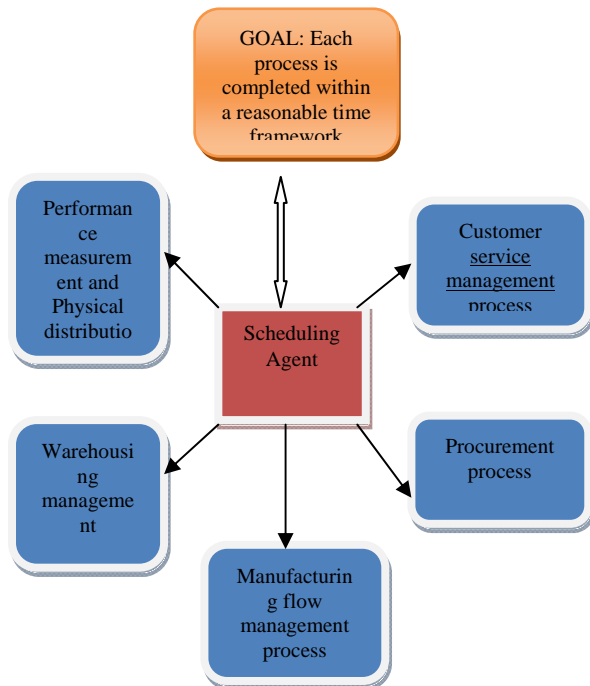 GOAL: Each
process is
completed within
a reasonable time
framework
Performan
ce
measurem
ent and
Physical
distributio
Customer
service
management
process
Scheduling
Agent
Warehousi
ng
manageme
nt
Procurement
process
Manufacturin
g flow
management
process